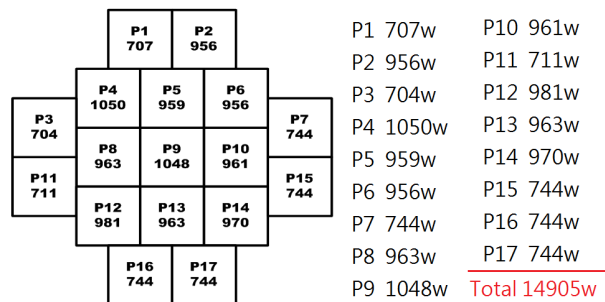 P1
707
P2
956
P4
1050
P5
959
P6
956
P3
704
P7
744
P8
963
P9
1048
P10
961
P11
711
P15
744
P12
981
P13
963
P14
970
P16
744
P17
744
P1 707w
P2 956w
P3 704w
P4 1050w
P5 959w
P6 956w
P7 744w
P8 963w
P9 1048w
P10 961w
P11 711w
P12 981w
P13 963w
P14 970w
P15 744w
P16 744w
P17 744w
Total 14905w